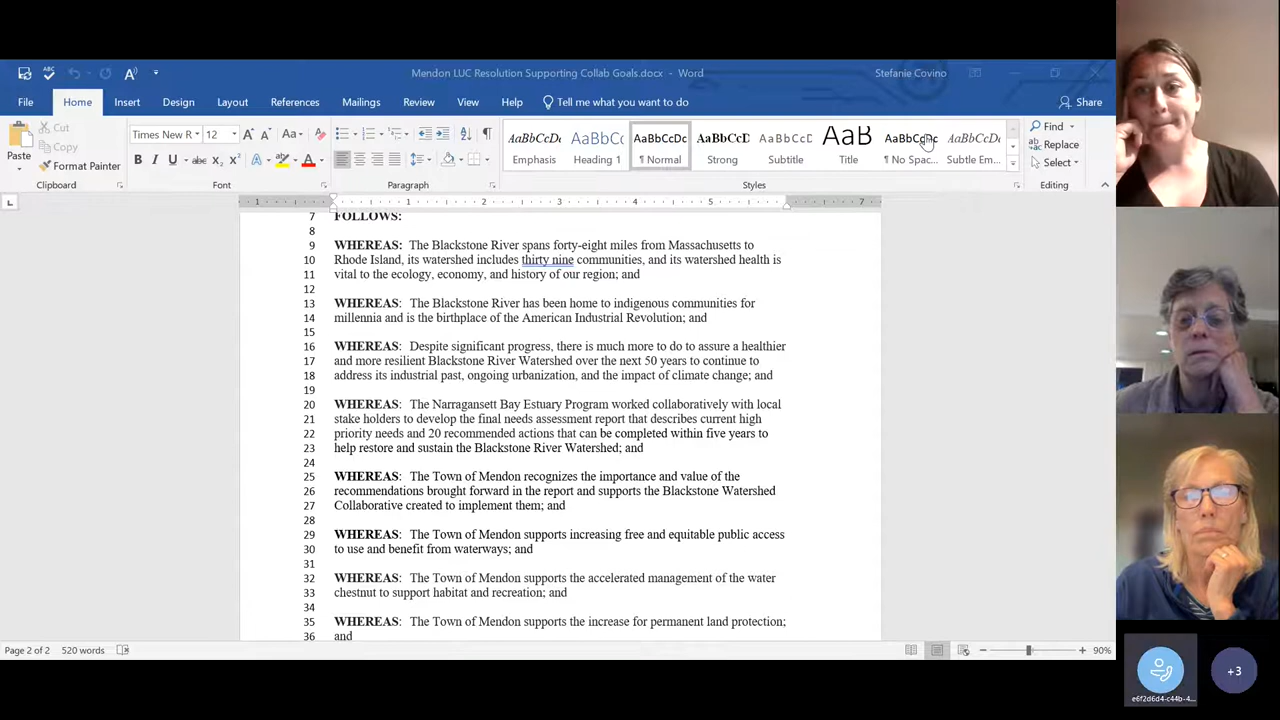 Mendon LUC Resolution Supporting Collab Goals.docx - Word
Stefanie Covino
File Home Insert Design Layout References Mailings Review View Help Tell me what you want to do Share
Paste
Cut
Copy
Format Painter
Clipboard
Times New R 12
B I U abc X₂ X²
Font
Paragraph
AaBbCcDc AaBbC AaBbCcDc AaBbCcD AaBbCcD AaB AaBbCcDc AaBbCcDc
Emphasis Heading 1 ¶ Normal Strong Subtitle Title ¶ No Spac... Subtle Em...
Styles
Find
Replace
Select
Editing
1 1 2 3 4 5 7
7 FOLLOWS:
8
9 WHEREAS: The Blackstone River spans forty-eight miles from Massachusetts to
10 Rhode Island, its watershed includes thirty nine communities, and its watershed health is
11 vital to the ecology, economy, and history of our region; and
12
13 WHEREAS: The Blackstone River has been home to indigenous communities for
14 millennia and is the birthplace of the American Industrial Revolution; and
15
16 WHEREAS: Despite significant progress, there is much more to do to assure a healthier
17 and more resilient Blackstone River Watershed over the next 50 years to continue to
18 address its industrial past, ongoing urbanization, and the impact of climate change; and
19
20 WHEREAS: The Narragansett Bay Estuary Program worked collaboratively with local
21 stake holders to develop the final needs assessment report that describes current high
22 priority needs and 20 recommended actions that can be completed within five years to
23 help restore and sustain the Blackstone River Watershed; and
24
25 WHEREAS: The Town of Mendon recognizes the importance and value of the
26 recommendations brought forward in the report and supports the Blackstone Watershed
27 Collaborative created to implement them; and
28
29 WHEREAS: The Town of Mendon supports increasing free and equitable public access
30 to use and benefit from waterways; and
31
32 WHEREAS: The Town of Mendon supports the accelerated management of the water
33 chestnut to support habitat and recreation; and
34
35 WHEREAS: The Town of Mendon supports the increase for permanent land protection;
36 and
Page 2 of 2 520 words 90%
e6f2d6d4-c44b-4...
+3